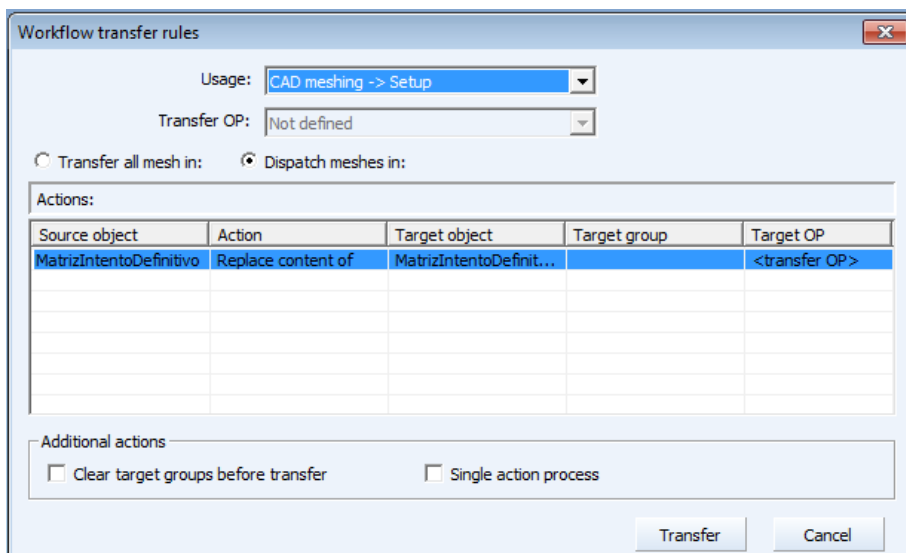 Workflow transfer rules
Usage: CAD meshing -> Setup
Transfer OP: Not defined
Transfer all mesh in: Dispatch meshes in:
Actions:
Source object Action Target object Target group Target OP
MatrizIntentoDefinitivo Replace content of MatrizIntentoDefinit... <transfer OP>
Additional actions
Clear target groups before transfer Single action process
Transfer Cancel